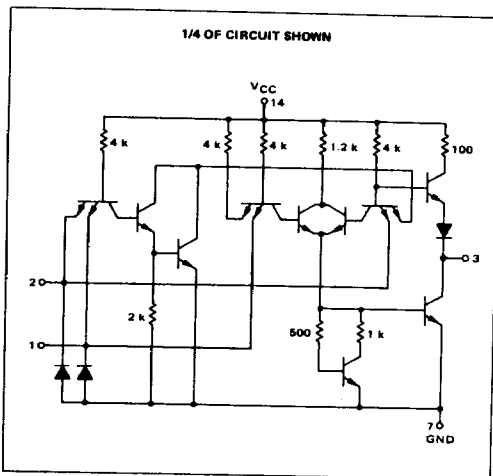 1/4 OF CIRCUIT SHOWN
VCC
14
4 k
4 k
4 k
1.2 k
4 k
100
3
2
2 k
1
500
1 k
7
GND